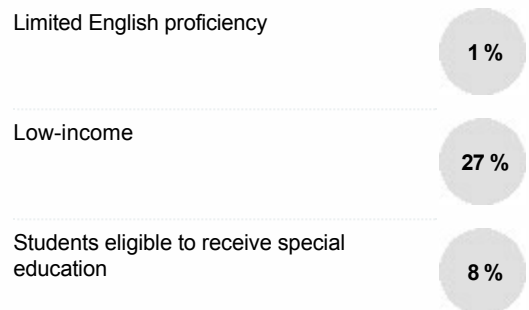 Limited English proficiency
1 %
Low-income
27 %
Students eligible to receive special
education
8 %